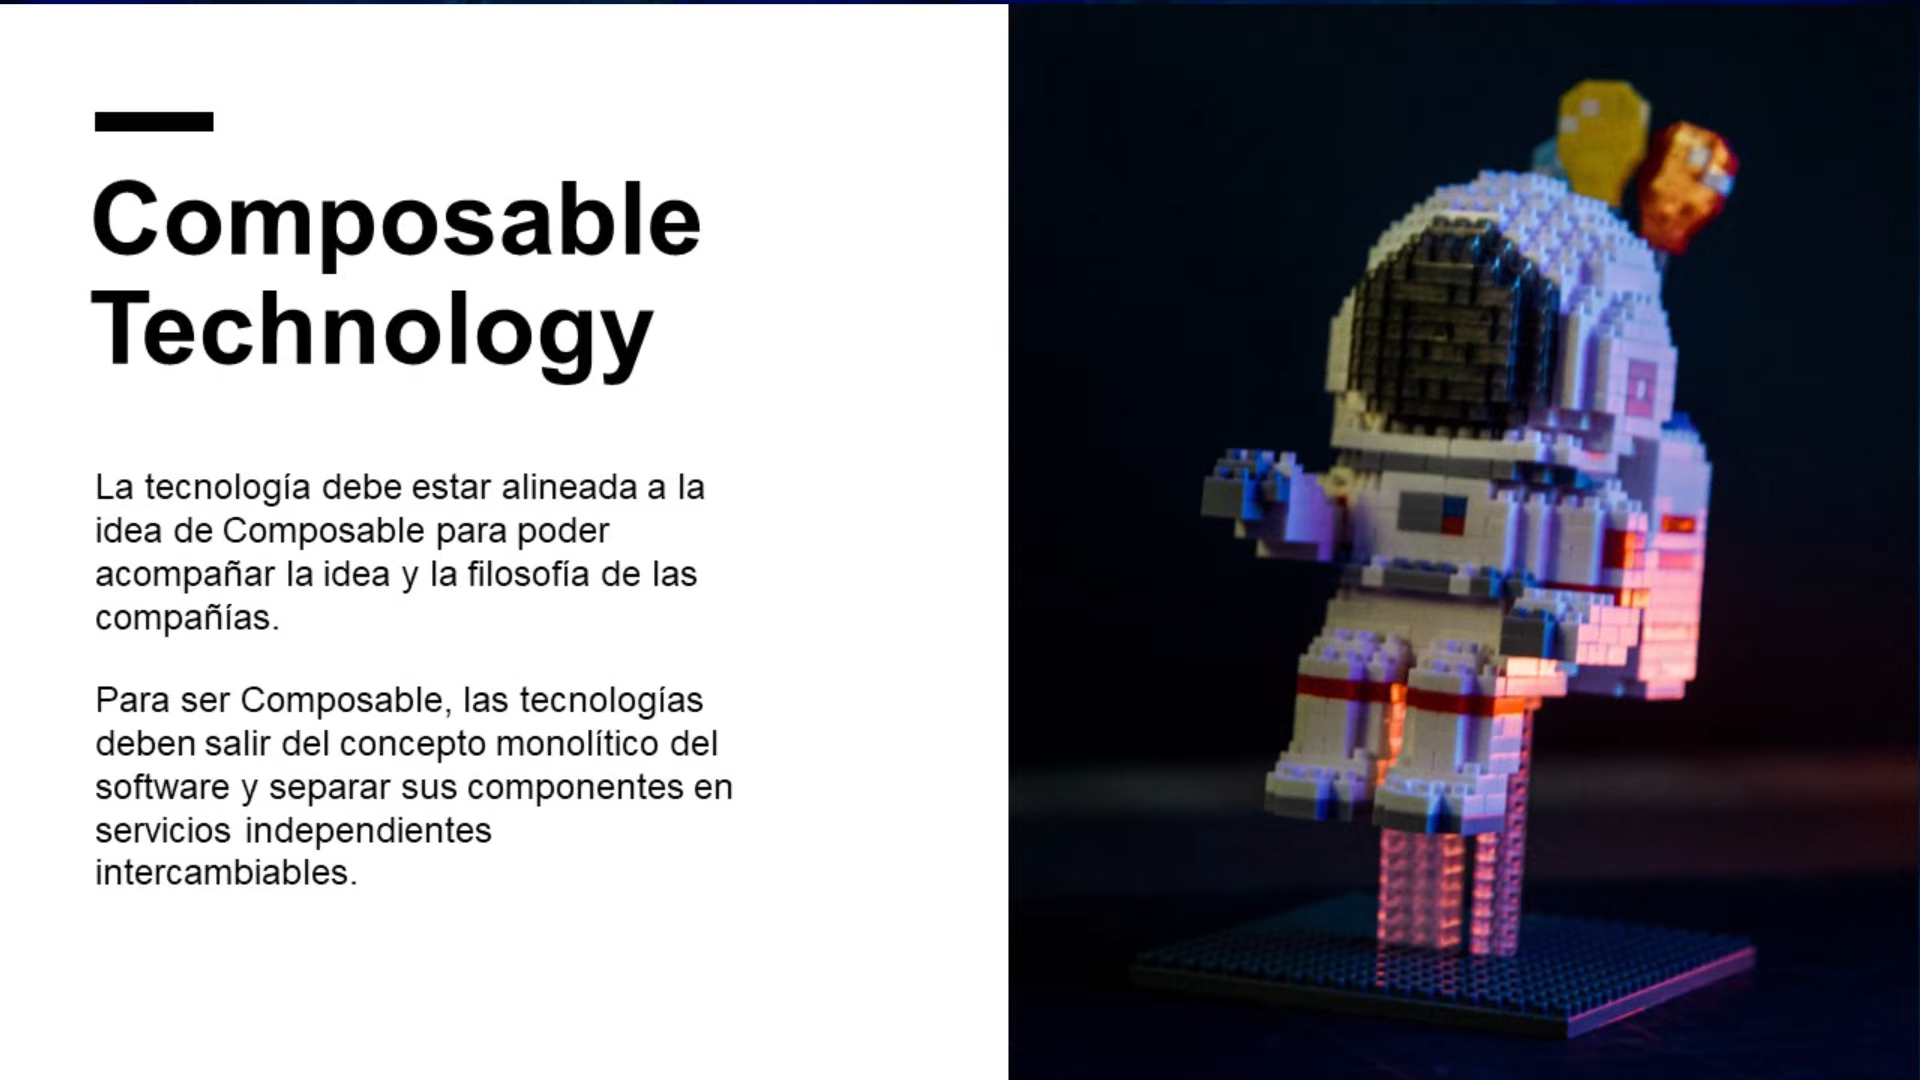 Composable
Technology
La tecnología debe estar alineada a la
idea de Composable para poder
acompañar la idea y la filosofía de las
compañías.
Para ser Composable, las tecnologías
deben salir del concepto monolítico del
software y separar sus componentes en
servicios independientes
intercambiables.